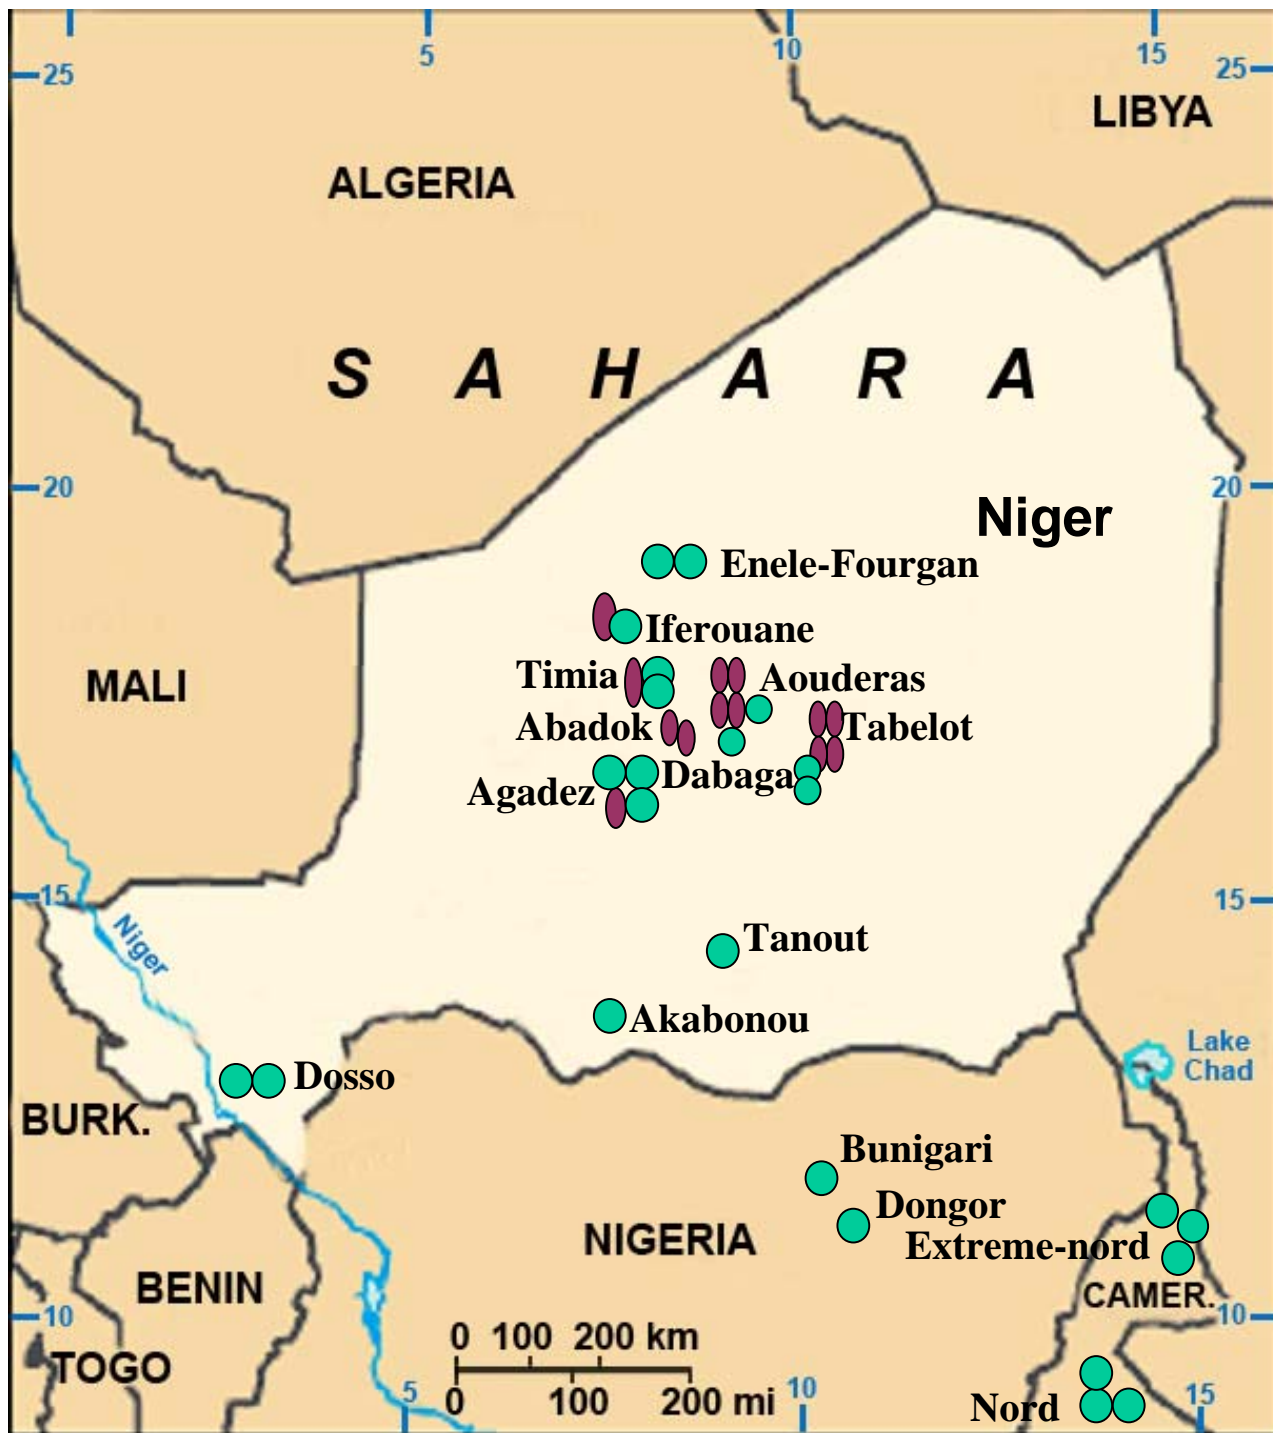 5
10
15
25
25
LIBYA
ALGERIA
S A H A R A
20
20
Niger
Enele-Fourgan
Iferouane
Timia
Aouderas
MALI
Abadok
Tabelot
Dabaga
Agadez
15
15
Niger
Tanout
Akabonou
Lake
Chad
Dosso
BURK.
Bunigari
Dongor
NIGERIA
Extreme-nord
BENIN
CAMER.
10
10
0 100 200 km
TOGO
0 100 200 mi
5
10
15
Nord